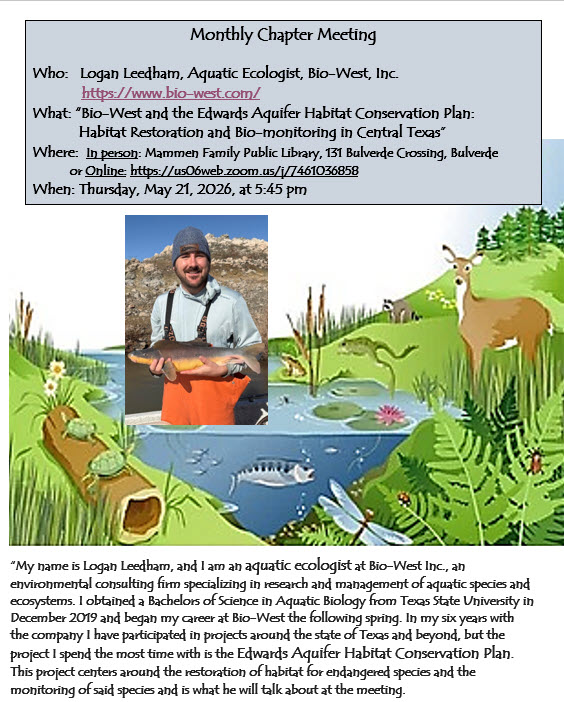 Monthly Chapter Meeting
Who: Logan Leedham, Aquatic Ecologist, Bio-West, Inc.
https://www.bio-west.com/
What: "Bio-West and the Edwards Aquifer Habitat Conservation Plan:
Habitat Restoration and Bio-monitoring in Central Texas"
Where: In person: Mammen Family Public Library, 131 Bulverde Crossing, Bulverde
or Online: https://us06web.zoom.us/j/7461036858
When: Thursday, May 21, 2026, at 5:45 pm
"My name is Logan Leedham, and I am an aquatic ecologist at Bio-West Inc., an
environmental consulting firm specializing in research and management of aquatic species and
ecosystems. I obtained a Bachelors of Science in Aquatic Biology from Texas State University in
December 2019 and began my career at Bio-West the following spring. In my six years with
the company I have participated in projects around the state of Texas and beyond, but the
project I spend the most time with is the Edwards Aquifer Habitat Conservation Plan.
This project centers around the restoration of habitat for endangered species and the
monitoring of said species and is what he will talk about at the meeting.